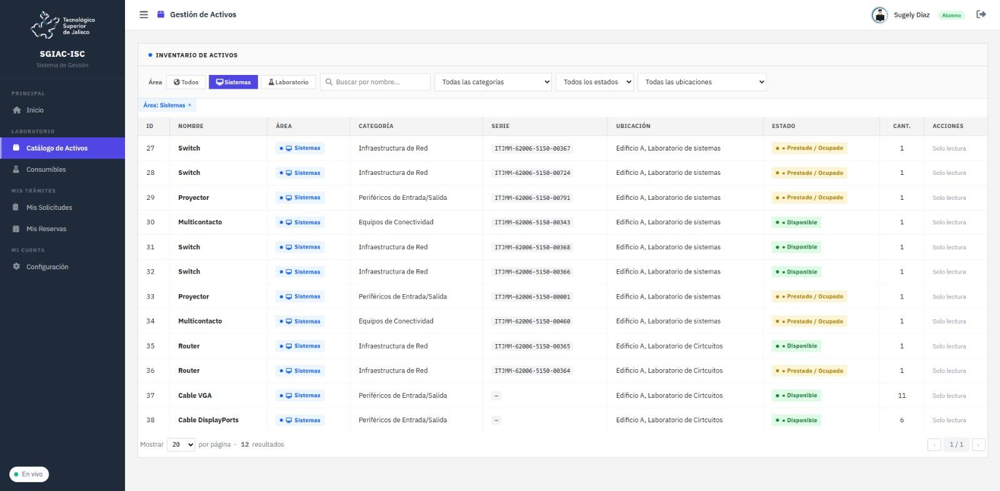 Tecnológico
Superior
de Jalisco
SGIAC-ISC
Sistema de Gestión
PRINCIPAL
Inicio
LABORATORIO
Catálogo de Activos
Consumibles
MIS TRÁMITES
Mis Solicitudes
Mis Reservas
MI CUENTA
Configuración
En vivo
Gestión de Activos
Sugely Diaz
Alumno
INVENTARIO DE ACTIVOS
Área Todos Sistemas Laboratorio Buscar por nombre... Todas las categorías Todos los estados Todas las ubicaciones
Área: Sistemas ×
ID NOMBRE ÁREA CATEGORÍA SERIE UBICACIÓN ESTADO CANT. ACCIONES
27 Switch Sistemas Infraestructura de Red ITJMM-62006-5150-00367 Edificio A, Laboratorio de sistemas Prestado / Ocupado 1 Solo lectura
28 Switch Sistemas Infraestructura de Red ITJMM-62006-5150-00724 Edificio A, Laboratorio de sistemas Prestado / Ocupado 1 Solo lectura
29 Proyector Sistemas Periféricos de Entrada/Salida ITJMM-62006-5150-00791 Edificio A, Laboratorio de sistemas Prestado / Ocupado 1 Solo lectura
30 Multicontacto Sistemas Equipos de Conectividad ITJMM-62006-5150-00343 Edificio A, Laboratorio de sistemas Disponible 1 Solo lectura
31 Switch Sistemas Infraestructura de Red ITJMM-62006-5150-00368 Edificio A, Laboratorio de sistemas Disponible 1 Solo lectura
32 Switch Sistemas Infraestructura de Red ITJMM-62006-5150-00366 Edificio A, Laboratorio de sistemas Disponible 1 Solo lectura
33 Proyector Sistemas Periféricos de Entrada/Salida ITJMM-62006-5150-00001 Edificio A, Laboratorio de sistemas Prestado / Ocupado 1 Solo lectura
34 Multicontacto Sistemas Equipos de Conectividad ITJMM-62006-5150-00460 Edificio A, Laboratorio de sistemas Prestado / Ocupado 1 Solo lectura
35 Router Sistemas Infraestructura de Red ITJMM-62006-5150-00365 Edificio A, Laboratorio de Cirtcuitos Disponible 1 Solo lectura
36 Router Sistemas Infraestructura de Red ITJMM-62006-5150-00364 Edificio A, Laboratorio de Cirtcuitos Prestado / Ocupado 1 Solo lectura
37 Cable VGA Sistemas Periféricos de Entrada/Salida — Edificio A, Laboratorio de Cirtcuitos Disponible 11 Solo lectura
38 Cable DisplayPorts Sistemas Periféricos de Entrada/Salida — Edificio A, Laboratorio de Cirtcuitos Disponible 6 Solo lectura
Mostrar 20 por página · 12 resultados ‹ 1 / 1 ›